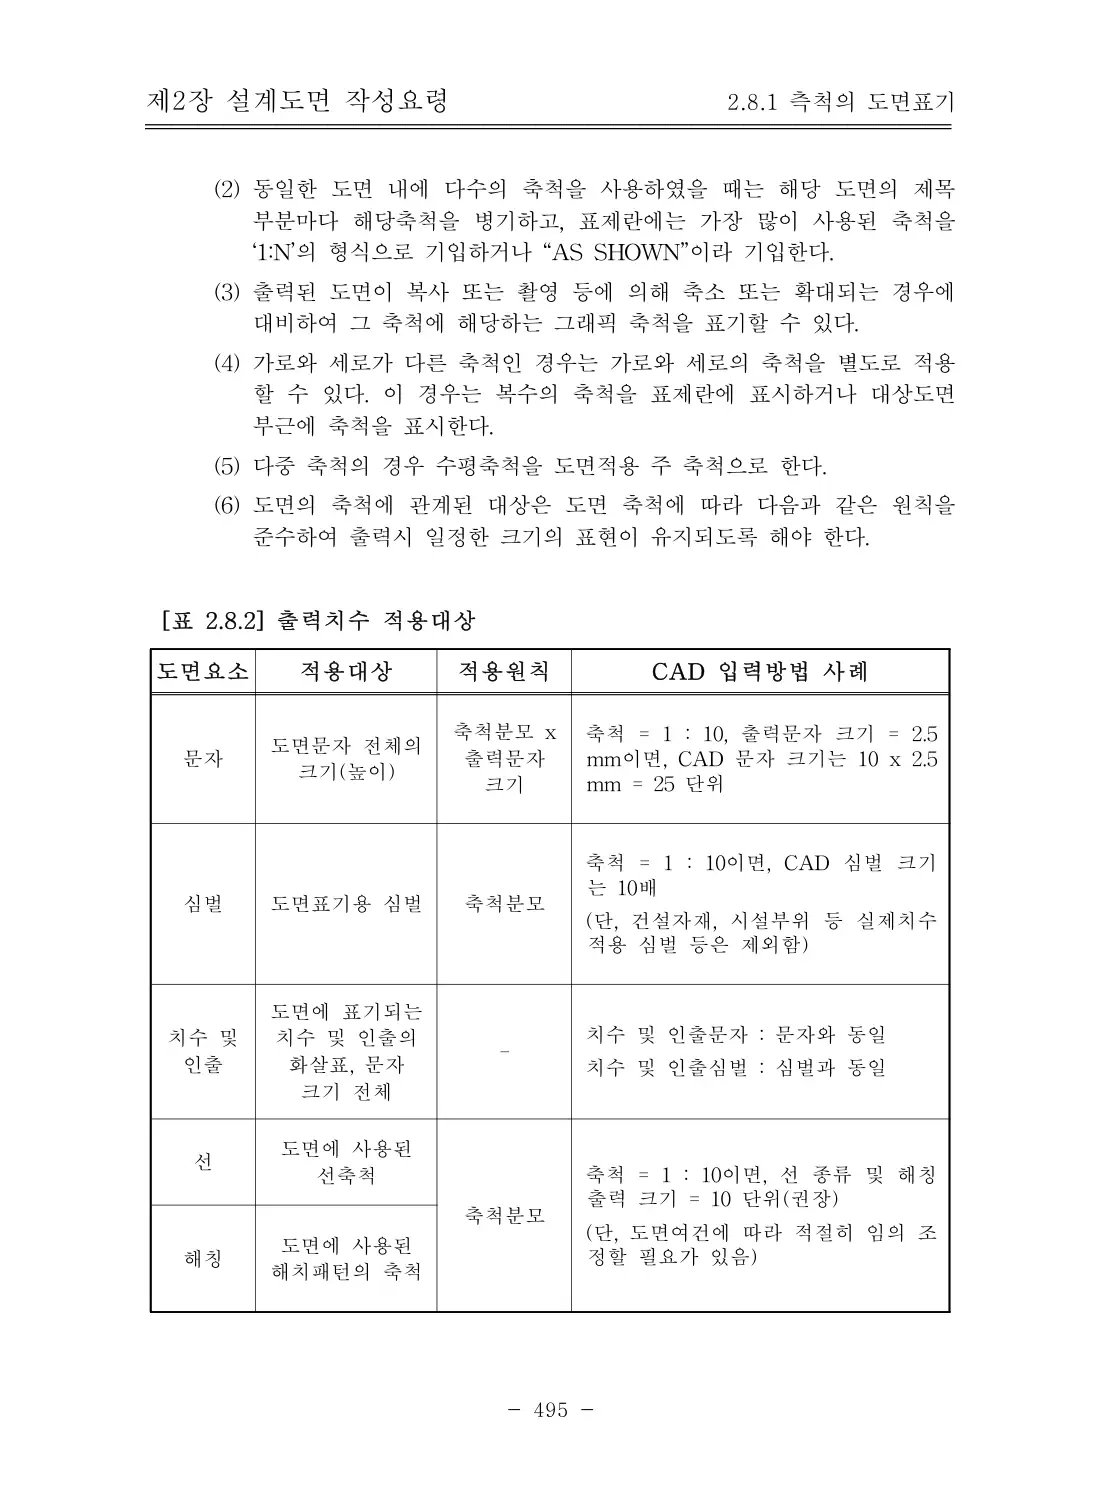 제2장 설계도면 작성요령
2.8.1 측척의 도면표기
(2) 동일한 도면 내에 다수의 축척을 사용하였을 때는 해당 도면의 제목
부분마다 해당축척을 병기하고, 표제란에는 가장 많이 사용된 축척을
‘1:N’의 형식으로 기입하거나 “AS SHOWN”이라 기입한다.
(3) 출력된 도면이 복사 또는 촬영 등에 의해 축소 또는 확대되는 경우에
대비하여 그 축척에 해당하는 그래픽 축척을 표기할 수 있다.
(4) 가로와 세로가 다른 축척인 경우는 가로와 세로의 축척을 별도로 적용
할 수 있다. 이 경우는 복수의 축척을 표제란에 표시하거나 대상도면
부근에 축척을 표시한다.
(5) 다중 축척의 경우 수평축척을 도면적용 주 축척으로 한다.
(6) 도면의 축척에 관계된 대상은 도면 축척에 따라 다음과 같은 원칙을
준수하여 출력시 일정한 크기의 표현이 유지되도록 해야 한다.
[표 2.8.2] 출력치수 적용대상
도면요소 적용대상 적용원칙 CAD 입력방법 사례
문자
도면문자 전체의
크기(높이)
축척분모 x
출력문자
크기
축척 = 1 : 10, 출력문자 크기 = 2.5
mm이면, CAD 문자 크기는 10 x 2.5
mm = 25 단위
심벌
도면표기용 심벌
축척분모
축척 = 1 : 10이면, CAD 심벌 크기
는 10배
(단, 건설자재, 시설부위 등 실제치수
적용 심벌 등은 제외함)
치수 및
인출
도면에 표기되는
치수 및 인출의
화살표, 문자
크기 전체
-
치수 및 인출문자 : 문자와 동일
치수 및 인출심벌 : 심벌과 동일
선
도면에 사용된
선축척
축척분모
축척 = 1 : 10이면, 선 종류 및 해칭
출력 크기 = 10 단위(권장)
(단, 도면여건에 따라 적절히 임의 조
정할 필요가 있음)
해칭
도면에 사용된
해치패턴의 축척
- 495 -